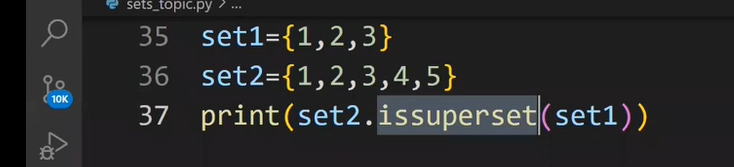 sets_topic.py > ...
35 set1={1,2,3}
36 set2={1,2,3,4,5}
10K
37 print(set2.issuperset(set1))